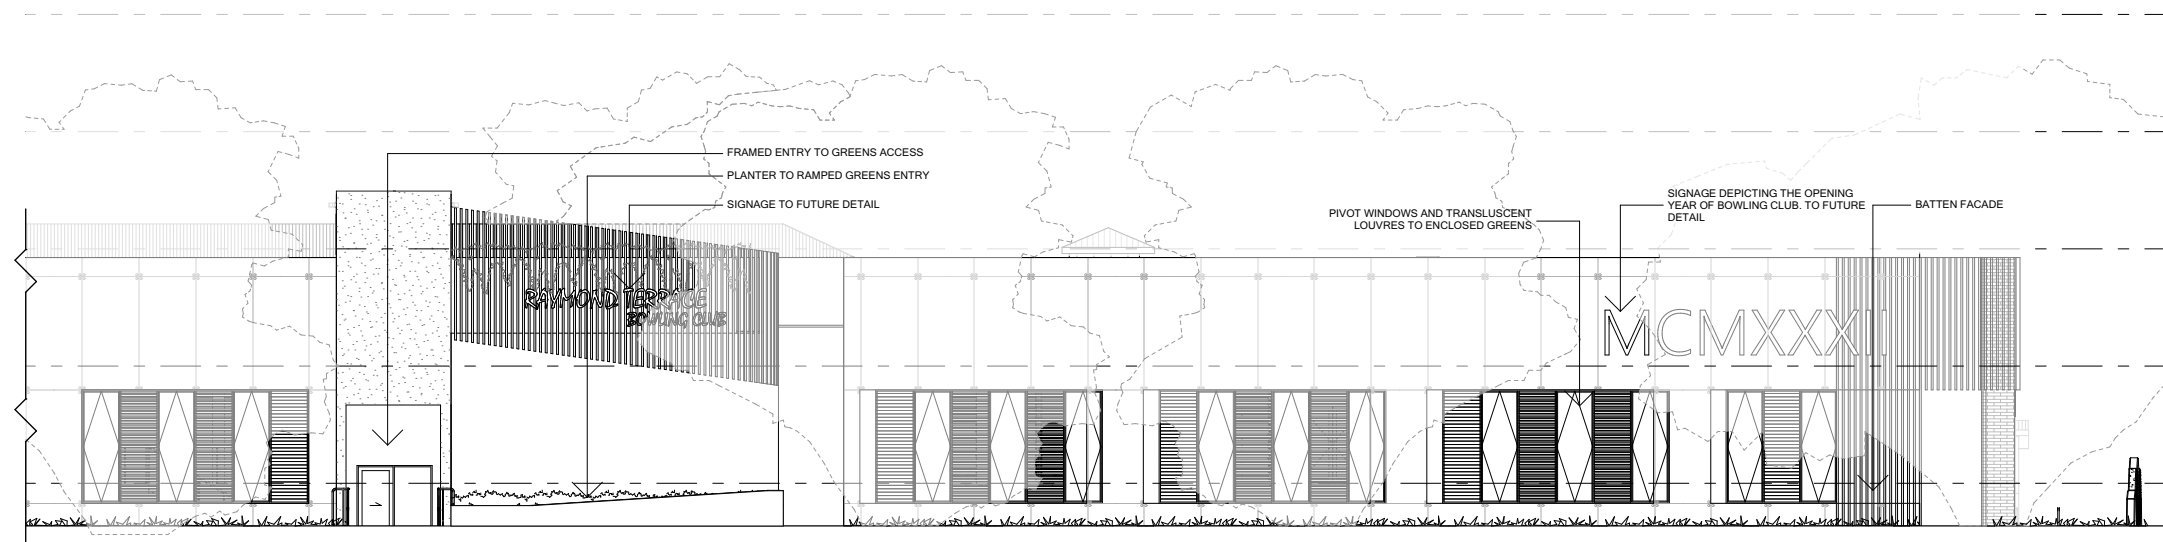 FRAMED ENTRY TO GREENS ACCESS
PLANTER TO RAMPED GREENS ENTRY
SIGNAGE TO FUTURE DETAIL
RAYMOND TERRACE
BOWLING CLUB
PIVOT WINDOWS AND TRANSLUSCENT
LOUVRES TO ENCLOSED GREENS
SIGNAGE DEPICTING THE OPENING
YEAR OF BOWLING CLUB. TO FUTURE
DETAIL
BATTEN FACADE
MCMXXXII